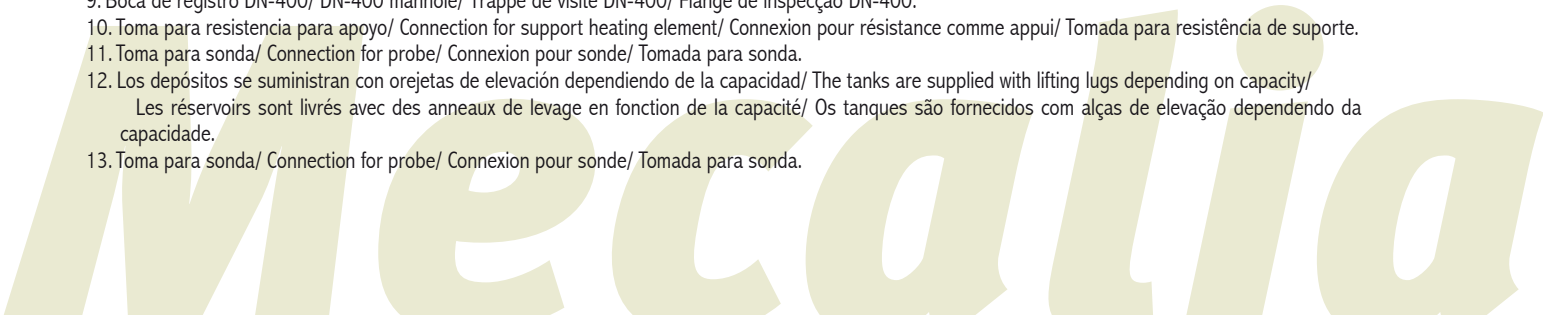 9. Boca de registro DN-400/ DN-400 manhole/ Trappe de visite DN-400/ Flange de inspecção DN-400.
10. Toma para resistencia para apoyo/ Connection for support heating element/ Connexion pour résistance comme appui/ Tomada para resistência de suporte.
11. Toma para sonda/ Connection for probe/ Connexion pour sonde/ Tomada para sonda.
12. Los depósitos se suministran con orejetas de elevación dependiendo de la capacidad/ The tanks are supplied with lifting lugs depending on capacity/
Les réservoirs sont livrés avec des anneaux de levage en fonction de la capacité/ Os tanques são fornecidos com alças de elevação dependendo da
capacidade.
13. Toma para sonda/ Connection for probe/ Connexion pour sonde/ Tomada para sonda.
Mecalia